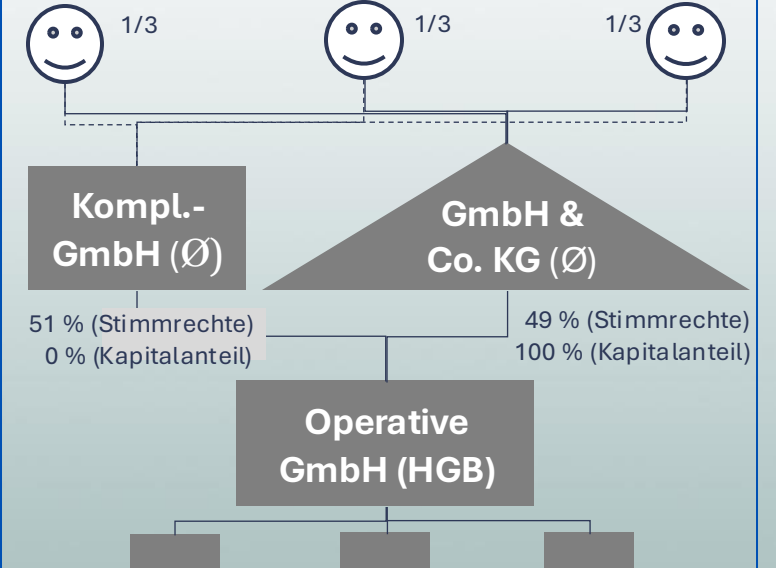 1/3
1/3
1/3
Kompl.-
GmbH (Ø)
GmbH &
Co. KG (Ø)
51 % (Stimmrechte)
0 % (Kapitalanteil)
49 % (Stimmrechte)
100 % (Kapitalanteil)
Operative
GmbH (HGB)